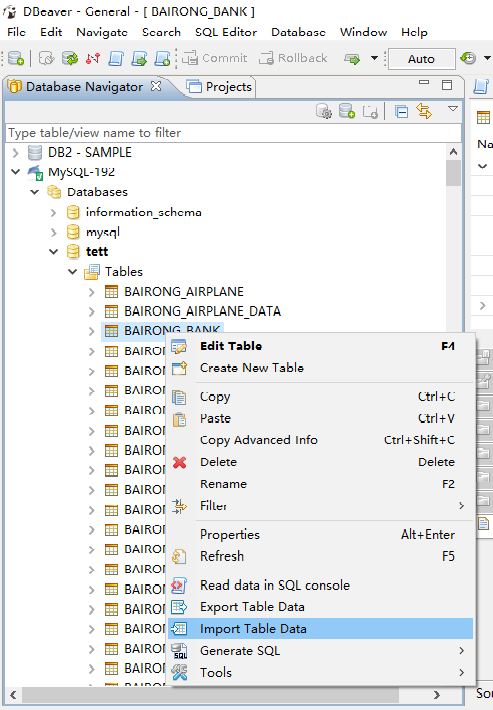 DBeaver - General - [ BAIRONG_BANK ]
File Edit Navigate Search SQL Editor Database Window Help
Commit Rollback Auto
Database Navigator Projects
Type table/view name to filter
DB2 - SAMPLE
MySQL-192
Databases
information_schema
mysql
tett
Tables
BAIRONG_AIRPLANE
BAIRONG_AIRPLANE_DATA
BAIRONG_BANK
Na
BAIRON
Edit Table F4
BAIRON
Create New Table
BAIRON
Copy Ctrl+C
BAIRON
Paste Ctrl+V
BAIRON
Copy Advanced Info Ctrl+Shift+C
BAIRON
Delete Delete
BAIRON
Rename F2
BAIRON
Filter
BAIRON
BAIRON
Properties Alt+Enter
BAIRON
Refresh F5
BAIRON
Read data in SQL console
BAIRON
Export Table Data
BAIRON
Import Table Data
BAIRON
Generate SQL
BAIRON
Tools
BAIRON
BAIRON
Sou